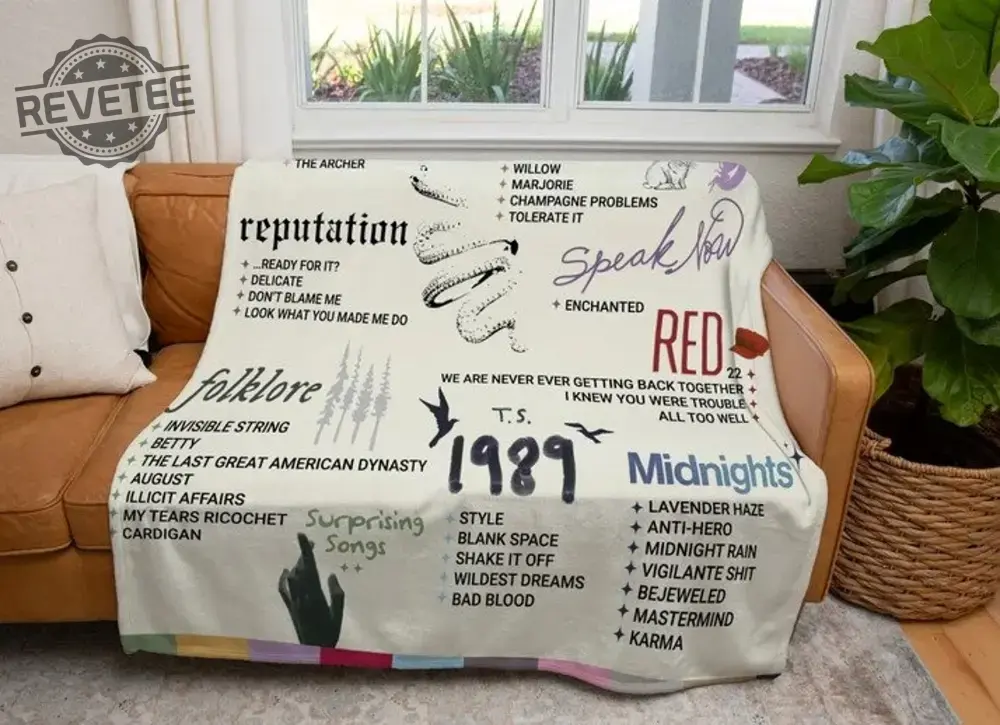 REVETEE
THE ARCHER
WILLOW
MARJORIE
CHAMPAGNE PROBLEMS
TOLERATE IT
reputation
...READY FOR IT?
DELICATE
DON'T BLAME ME
LOOK WHAT YOU MADE ME DO
Speak Now
ENCHANTED
RED
22
WE ARE NEVER EVER GETTING BACK TOGETHER
I KNEW YOU WERE TROUBLE
ALL TOO WELL
folklore
INVISIBLE STRING
BETTY
THE LAST GREAT AMERICAN DYNASTY
AUGUST
ILLICIT AFFAIRS
MY TEARS RICOCHET
CARDIGAN
T.S.
1989
STYLE
BLANK SPACE
SHAKE IT OFF
WILDEST DREAMS
BAD BLOOD
Midnights
LAVENDER HAZE
ANTI-HERO
MIDNIGHT RAIN
VIGILANTE SHIT
BEJEWELED
MASTERMIND
KARMA
Surprising
Songs